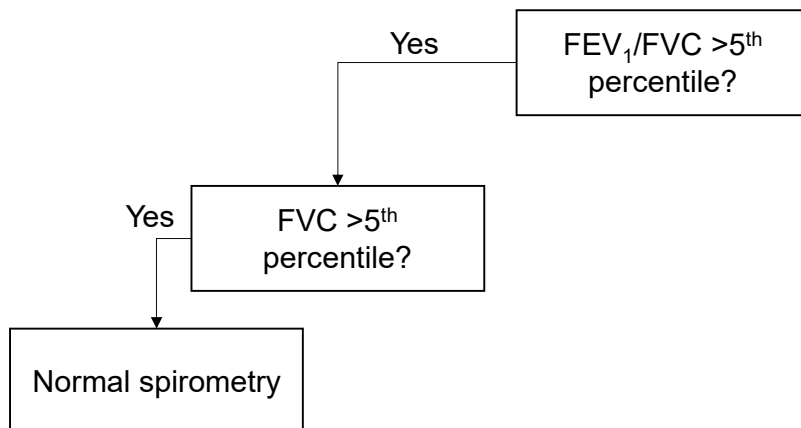 Yes
FEV₁/FVC >5ᵗʰ
percentile?
Yes
FVC >5ᵗʰ
percentile?
Normal spirometry